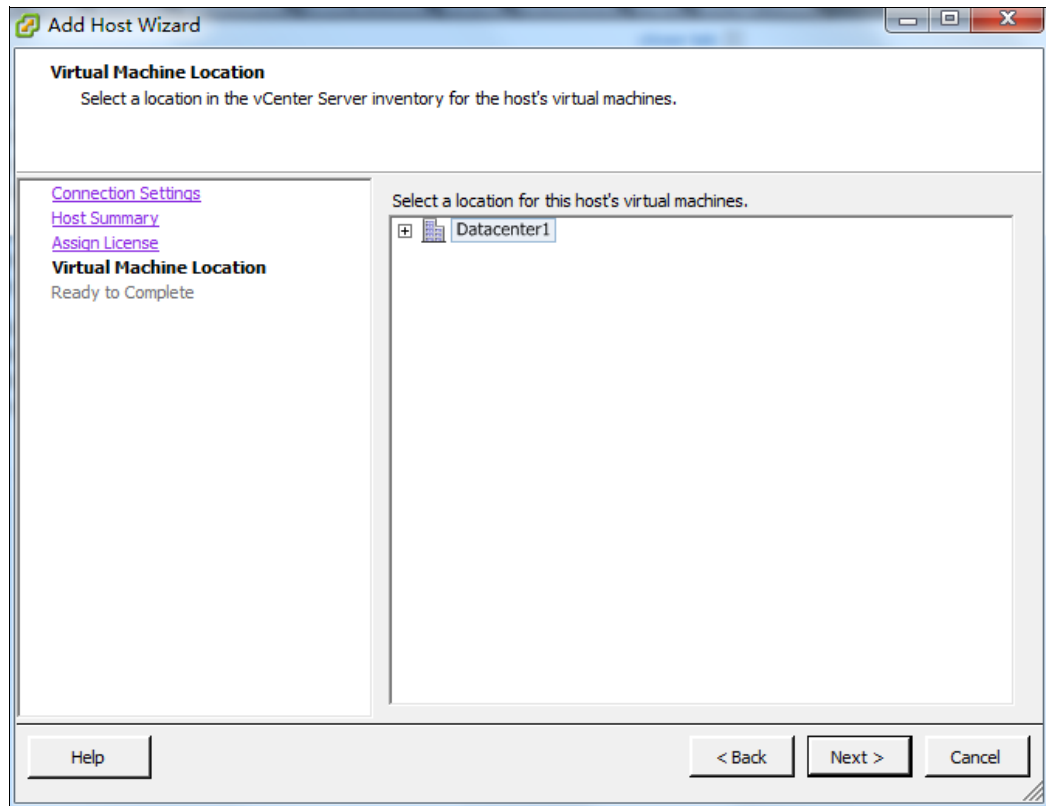 Add Host Wizard
Virtual Machine Location
Select a location in the vCenter Server inventory for the host's virtual machines.
Connection Settings
Host Summary
Assign License
Virtual Machine Location
Ready to Complete
Select a location for this host's virtual machines.
Datacenter1
Help
< Back
Next >
Cancel